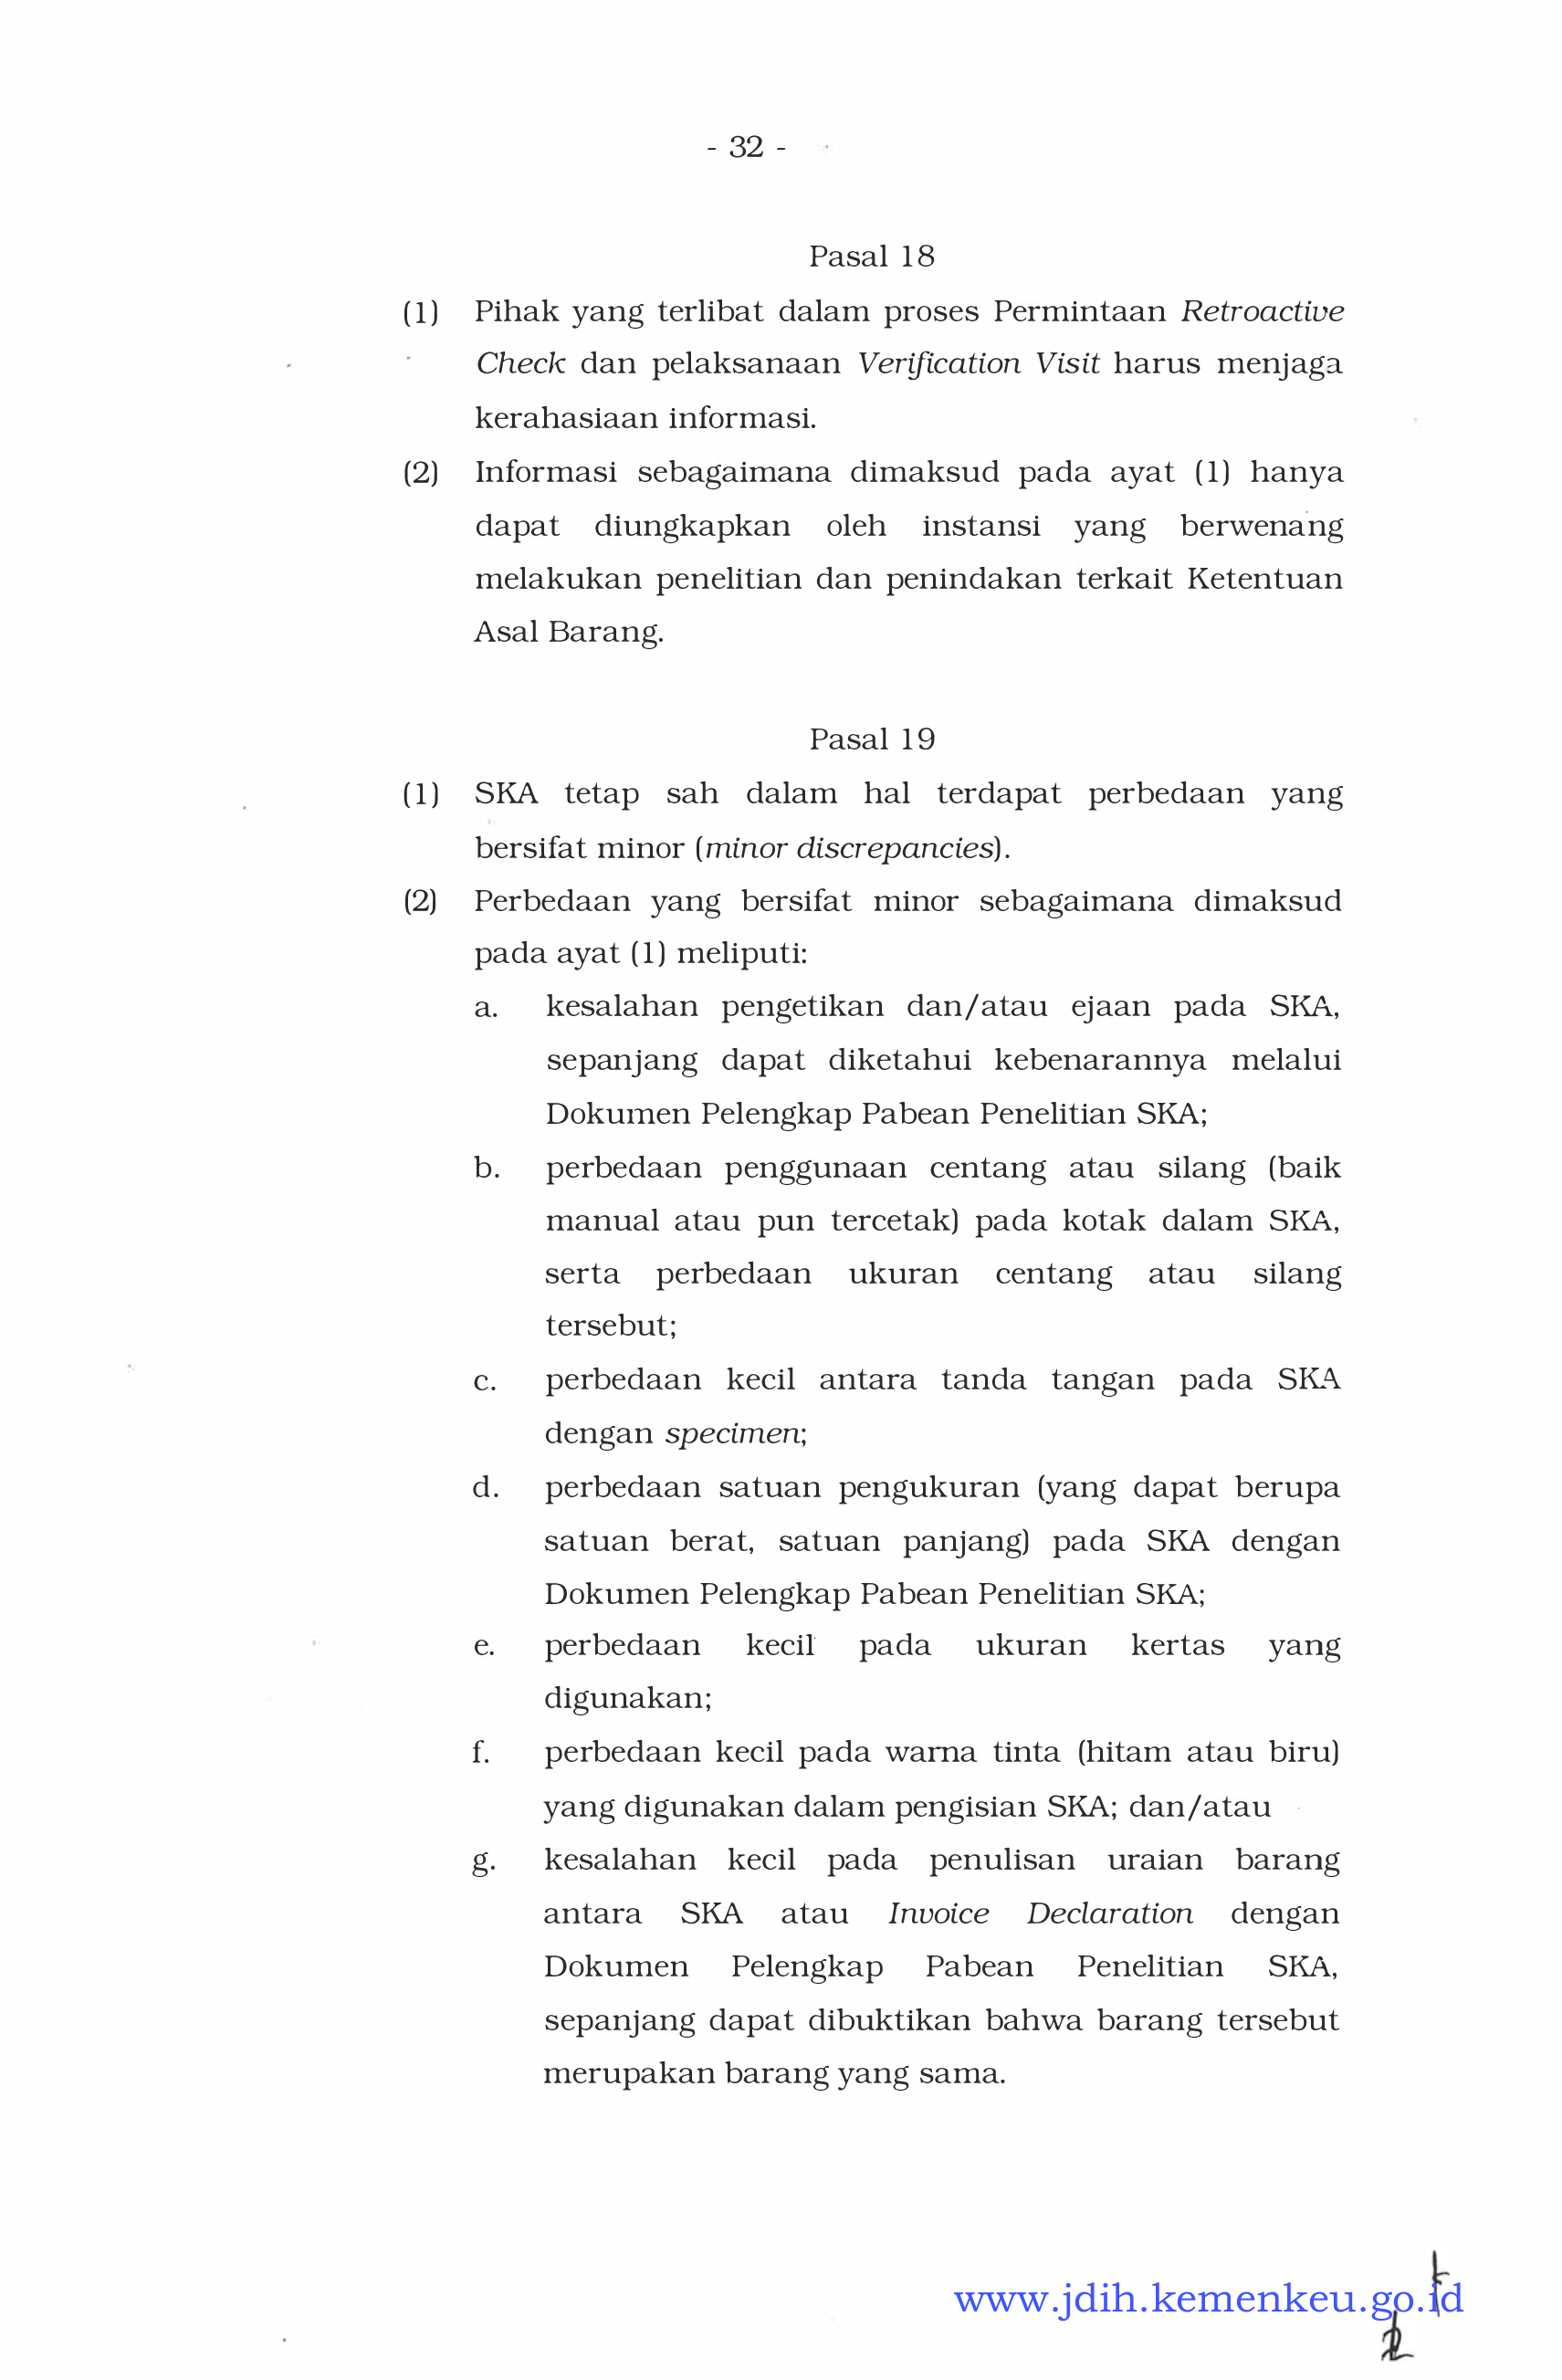 - 32 -
Pasal 18
(1) Pihak yang terlibat dalam proses Permintaan Retroactive
Check dan pelaksanaan Verification Visit harus menjaga
kerahasiaan informasi.
(2) Informasi sebagaimana dimaksud pada ayat (1) hanya
dapat diungkapkan oleh instansi yang berwenang
melakukan penelitian dan penindakan terkait Ketentuan
Asal Barang.
Pasal 19
(1) SKA tetap sah dalam hal terdapat perbedaan yang
bersifat minor (minor discrepancies).
(2) Perbedaan yang bersifat minor sebagaimana dimaksud
pada ayat (1) meliputi:
a. kesalahan pengetikan dan/atau ejaan pada SKA,
sepanjang dapat diketahui kebenarannya melalui
Dokumen Pelengkap Pabean Penelitian SKA;
b. perbedaan penggunaan centang atau silang (baik
manual atau pun tercetak) pada kotak dalam SKA,
serta perbedaan ukuran centang atau silang
tersebut;
c. perbedaan kecil antara tanda tangan pada SKA
dengan specimen;
d. perbedaan satuan pengukuran (yang dapat berupa
satuan berat, satuan panjang) pada SKA dengan
Dokumen Pelengkap Pabean Penelitian SKA;
e. perbedaan kecil pada ukuran kertas yang
digunakan;
f. perbedaan kecil pada warna tinta (hitam atau biru)
yang digunakan dalam pengisian SKA; dan/atau
g. kesalahan kecil pada penulisan uraian barang
antara SKA atau Invoice Declaration dengan
Dokumen Pelengkap Pabean Penelitian SKA,
sepanjang dapat dibuktikan bahwa barang tersebut
merupakan barang yang sama.
www.jdih.kemenkeu.go.id